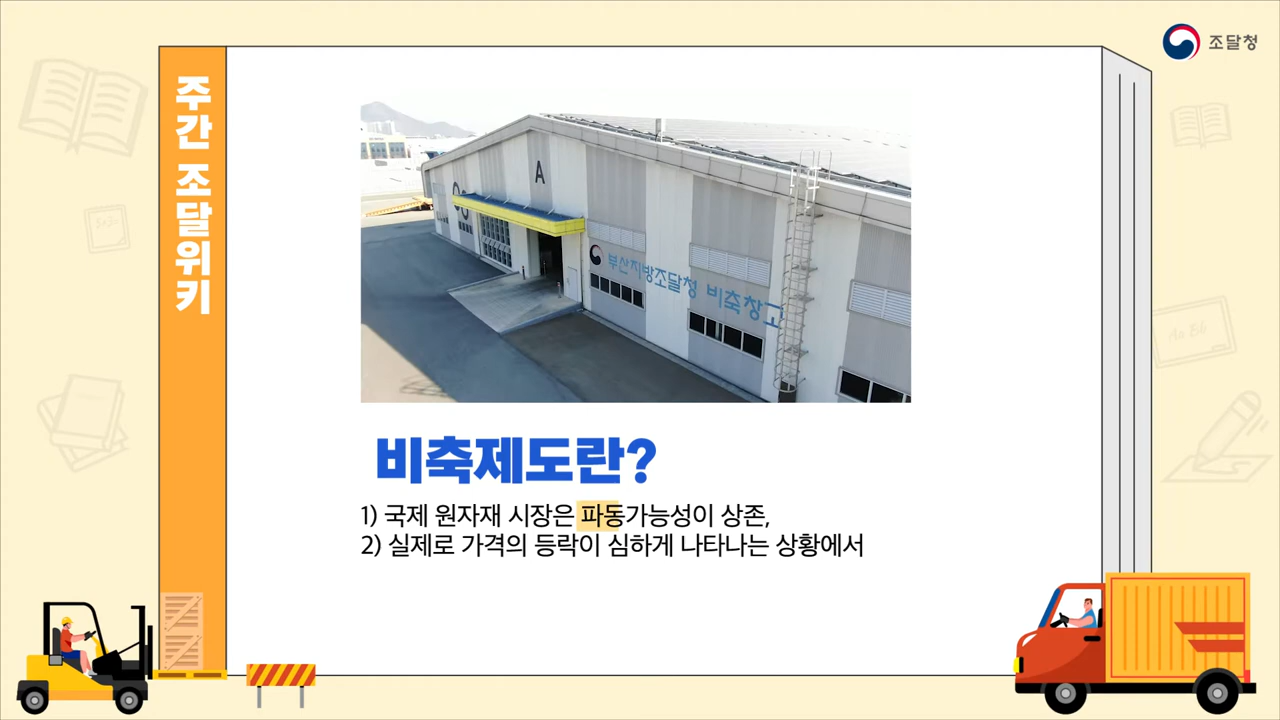 조달청
주간 조달위키
A
부산지방조달청 비축창고
비축제도란?
1) 국제 원자재 시장은 파동가능성이 상존,
2) 실제로 가격의 등락이 심하게 나타나는 상황에서